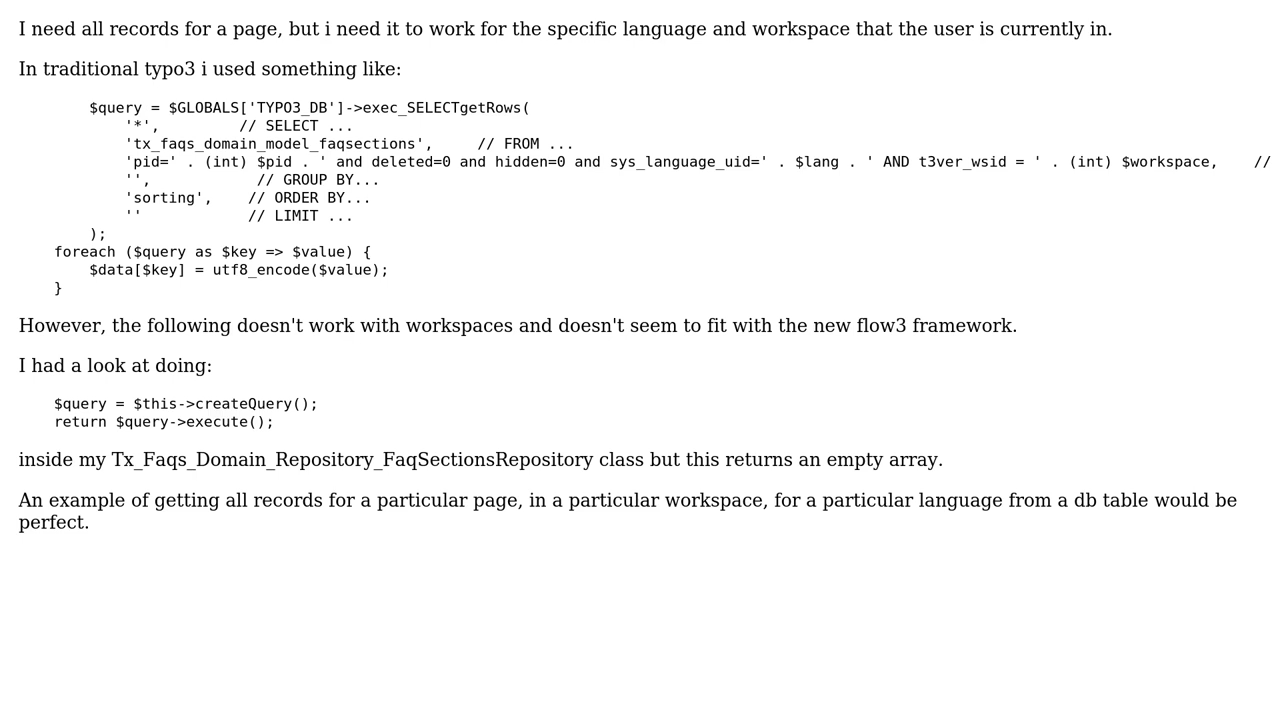 I need all records for a page, but i need it to work for the specific language and workspace that the user is currently in.
In traditional typo3 i used something like:
$query = $GLOBALS['TYPO3_DB']->exec_SELECTgetRows(
'*',         // SELECT ...
'tx_faqs_domain_model_faqsections',     // FROM ...
'pid=' . (int) $pid . ' and deleted=0 and hidden=0 and sys_language_uid=' . $lang . ' AND t3ver_wsid = ' . (int) $workspace,    //
'',            // GROUP BY...
'sorting',    // ORDER BY...
''            // LIMIT ...
);
foreach ($query as $key => $value) {
$data[$key] = utf8_encode($value);
}
However, the following doesn't work with workspaces and doesn't seem to fit with the new flow3 framework.
I had a look at doing:
$query = $this->createQuery();
return $query->execute();
inside my Tx_Faqs_Domain_Repository_FaqSectionsRepository class but this returns an empty array.
An example of getting all records for a particular page, in a particular workspace, for a particular language from a db table would be
perfect.